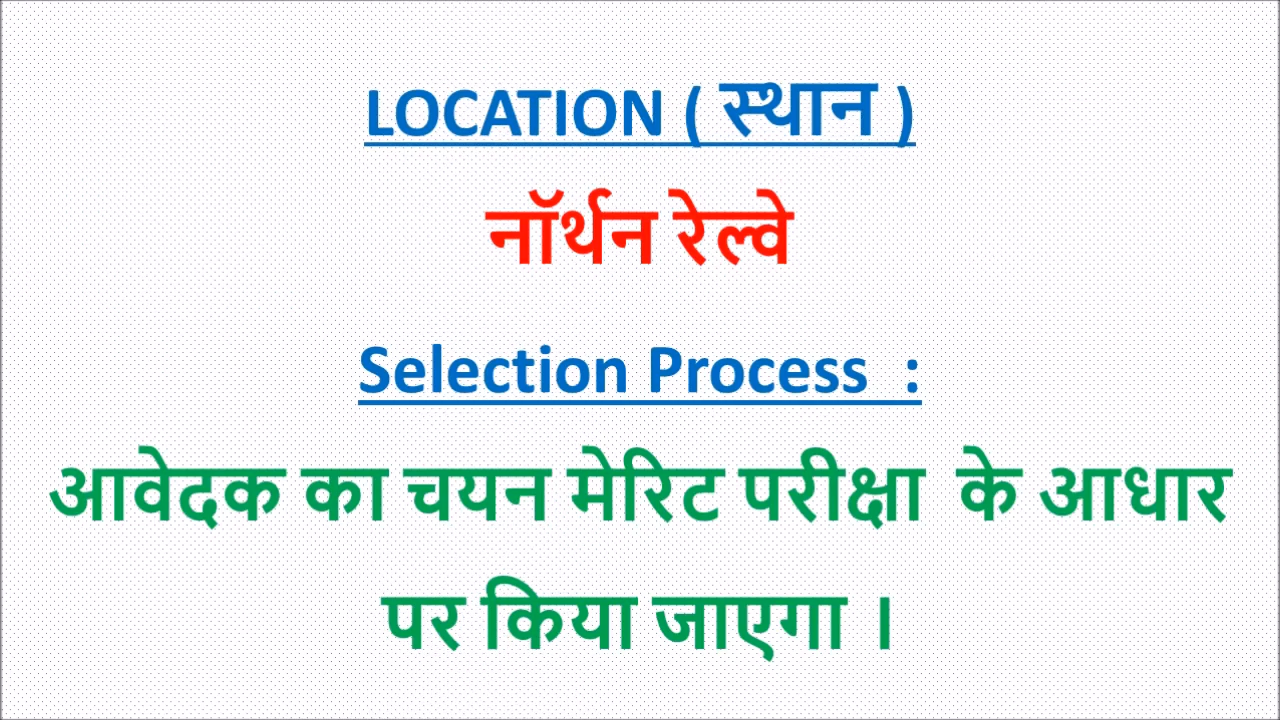 LOCATION ( स्थान )
नॉर्थन रेल्वे
Selection Process :
आवेदक का चयन मेरिट परीक्षा के आधार
पर किया जाएगा ।